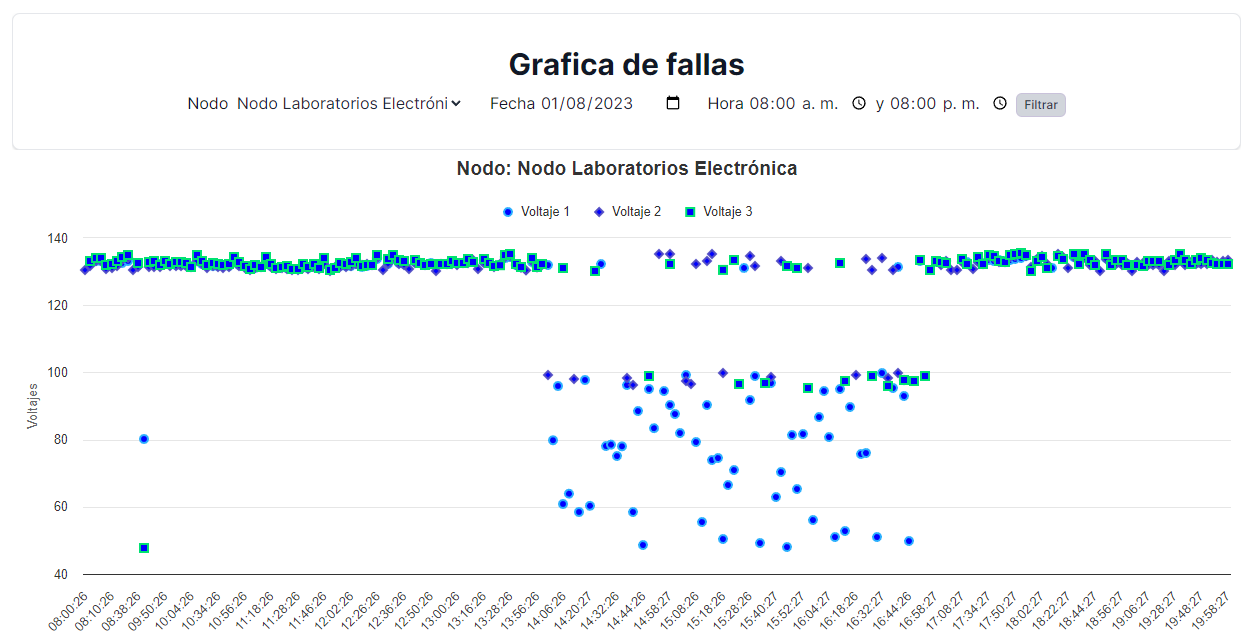 Grafica de fallas
Nodo Nodo Laboratorios Electróni Fecha 01/08/2023 Hora 08:00 a. m. y 08:00 p. m. Filtrar
Nodo: Nodo Laboratorios Electrónica
Voltaje 1 Voltaje 2 Voltaje 3
140
120
100
80
60
40
Voltajes
08:00:26 08:10:26 08:38:26 09:50:26 10:04:26 10:34:26 10:56:26 11:18:26 11:28:26 11:46:26 12:02:26 12:26:26 12:36:26 12:50:26 13:00:26 13:16:26 13:28:26 13:56:26 14:06:26 14:20:27 14:32:26 14:44:26 14:58:27 15:08:26 15:18:26 15:28:26 15:40:27 15:52:27 16:04:27 16:18:26 16:32:27 16:44:26 16:58:27 17:08:27 17:34:27 17:50:27 18:02:27 18:22:27 18:44:27 18:56:27 19:06:27 19:28:27 19:48:27 19:58:27